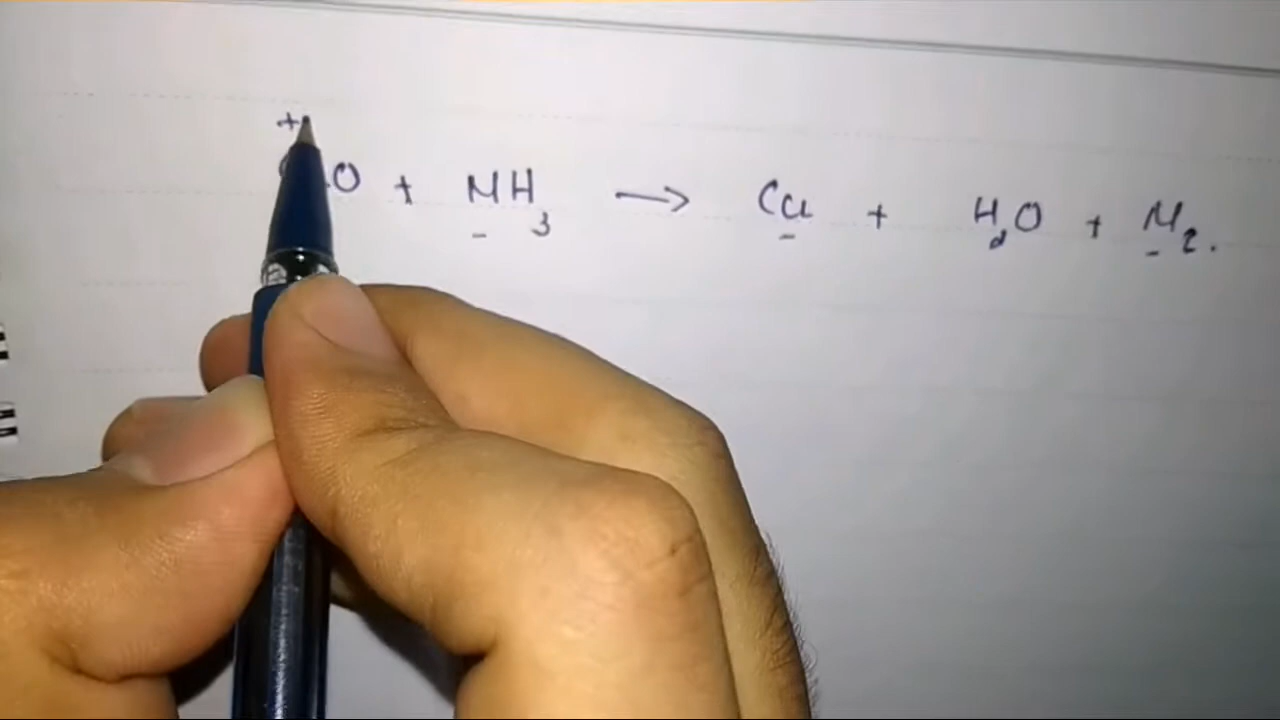 +
O + NH₃ → Cu + H₂O + N₂.